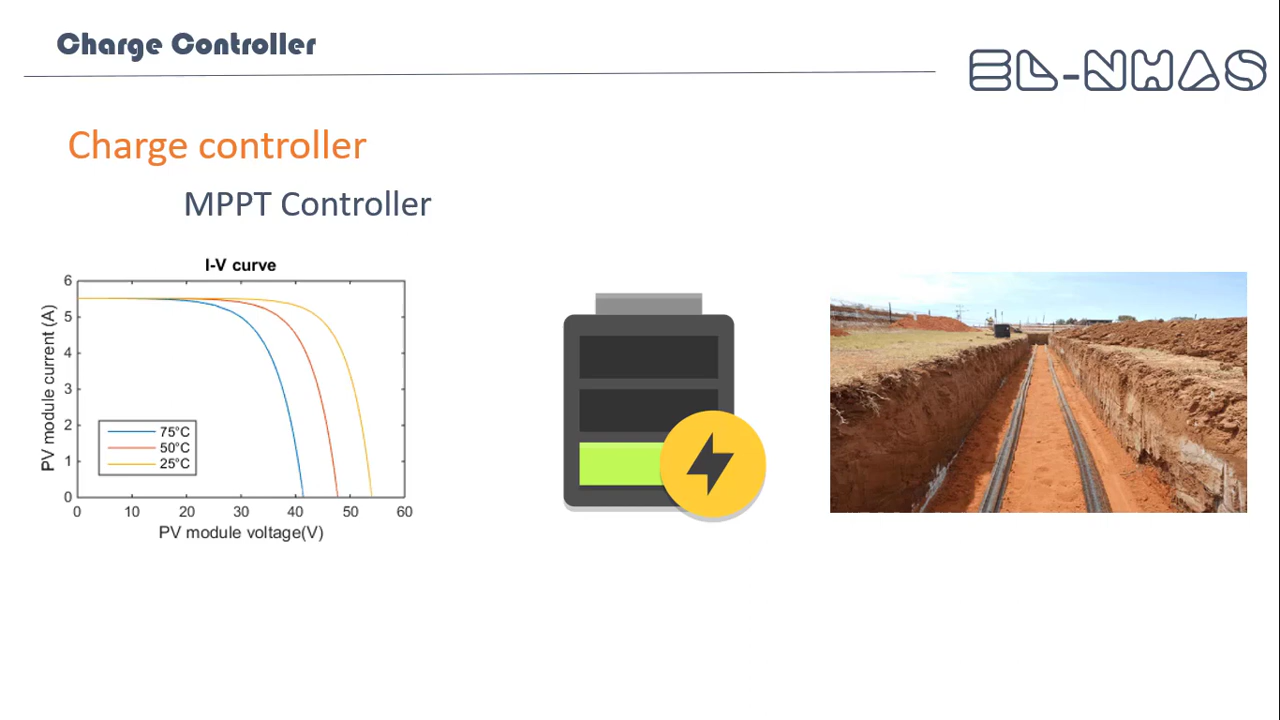 Charge Controller
EL-NHAS
Charge controller
MPPT Controller
I-V curve
PV module current (A)
6
5
4
3
2
1
0
75°C
50°C
25°C
0 10 20 30 40 50 60
PV module voltage(V)